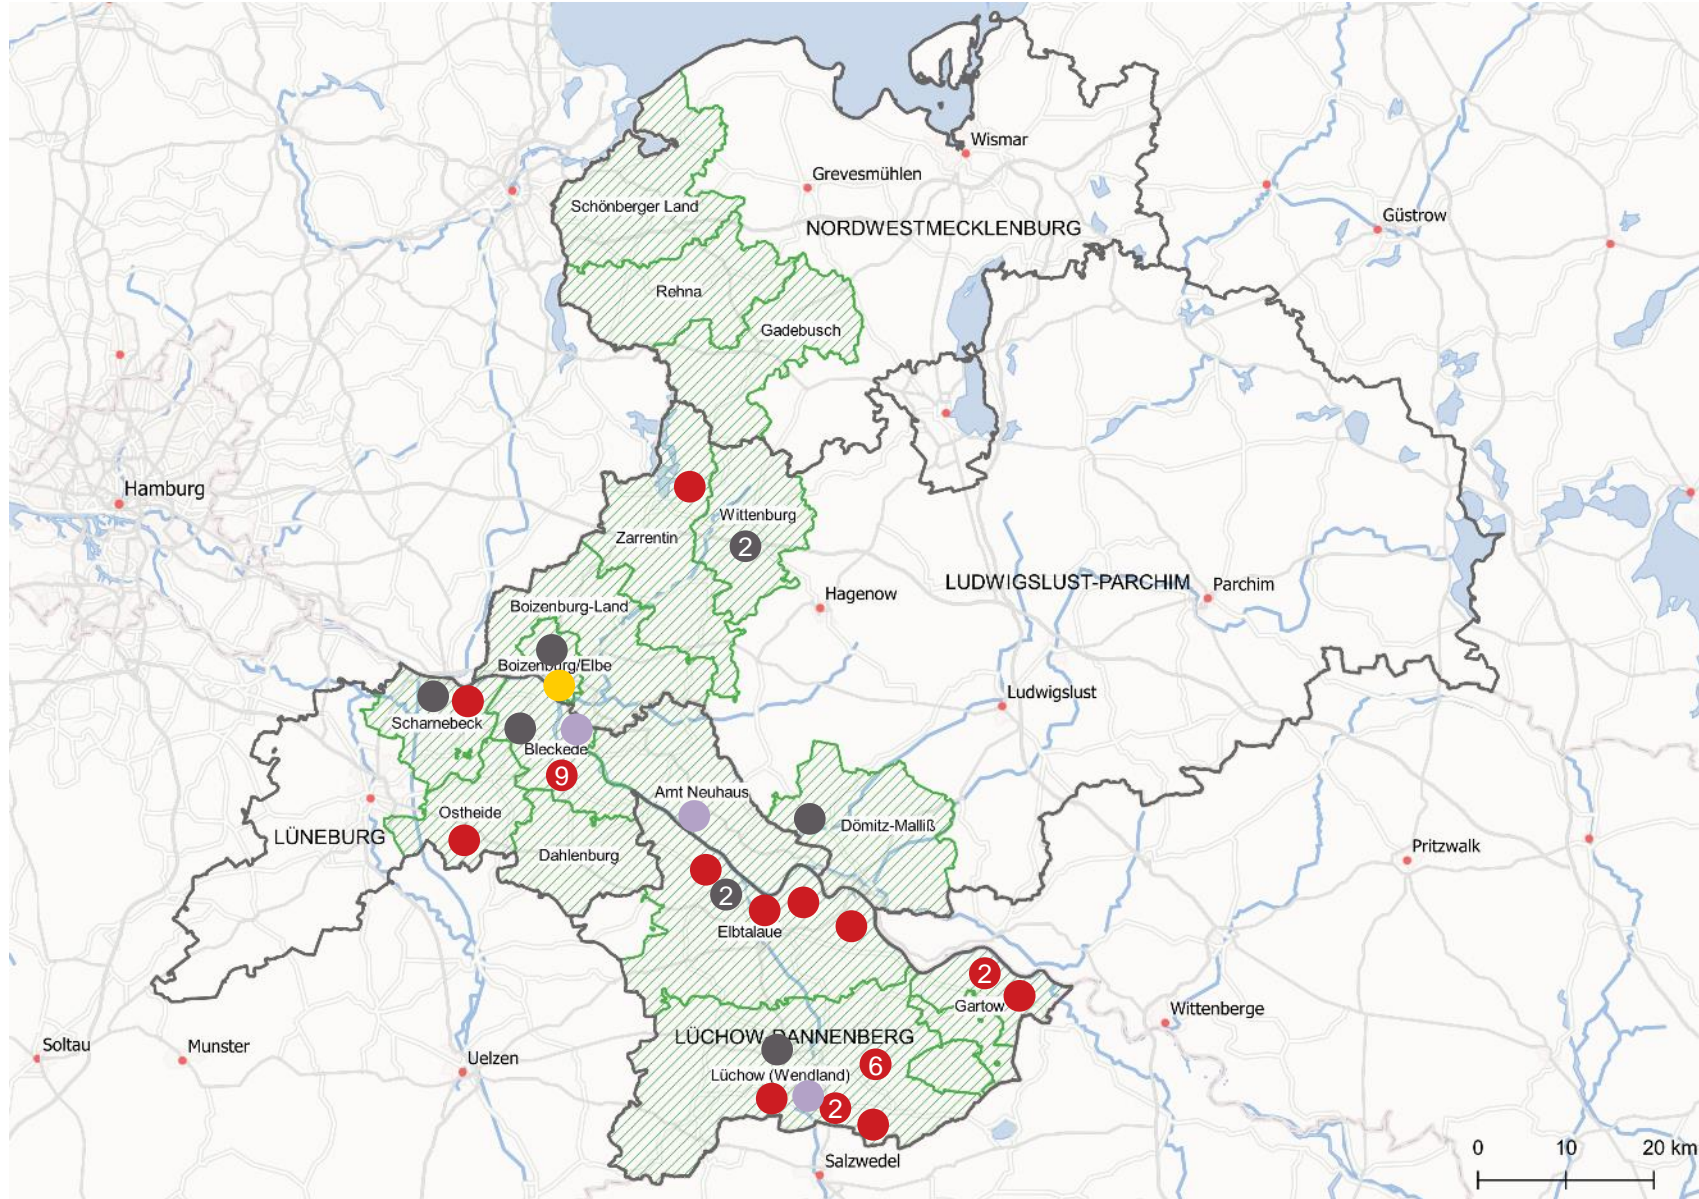 Wismar
Grevesmühlen
Schönberger Land
Güstrow
NORDWESTMECKLENBURG
Rehna
Gadebusch
Hamburg
Wittenburg
Zarrentin
2
Hagenow
LUDWIGSLUST-PARCHIM
Parchim
Boizenburg-Land
Boizenburg/Elbe
Ludwigslust
Scharnebeck
Bleckede
9
Amt Neuhaus
Ostheide
Dömitz-Malliß
LÜNEBURG
Pritzwalk
Dahlenburg
2
Elbtalaue
2
Gartow
Wittenberge
LÜCHOW-DANNENBERG
Soltau
Munster
Uelzen
6
Lüchow (Wendland)
2
Salzwedel
0 10 20 km